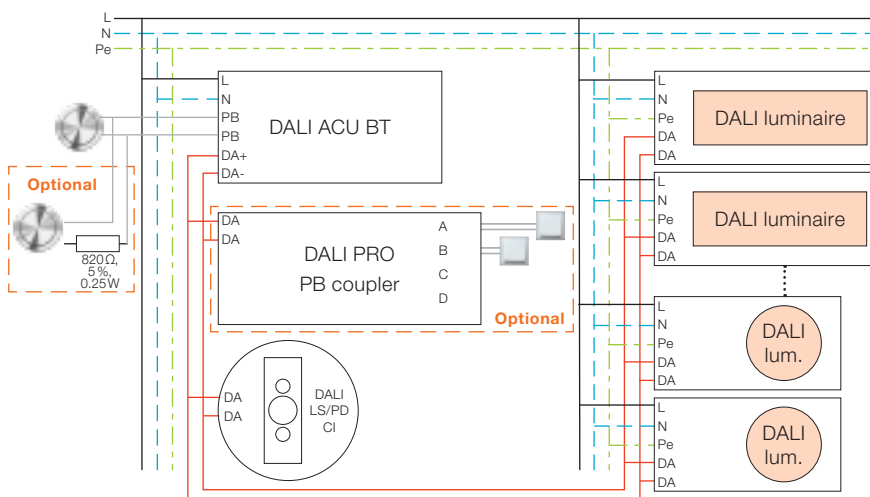 L
N
Pe
L
N
PB
PB
DA+
DA-
DALI ACU BT
Optional
820Ω,
5%,
0.25W
DA
DA
DALI PRO
PB coupler
A
B
C
D
Optional
DA
DA
DALI
LS/PD
CI
L
N
Pe
DA
DA
DALI luminaire
L
N
Pe
DA
DA
DALI luminaire
L
N
Pe
DA
DA
DALI
lum.
L
N
Pe
DA
DA
DALI
lum.